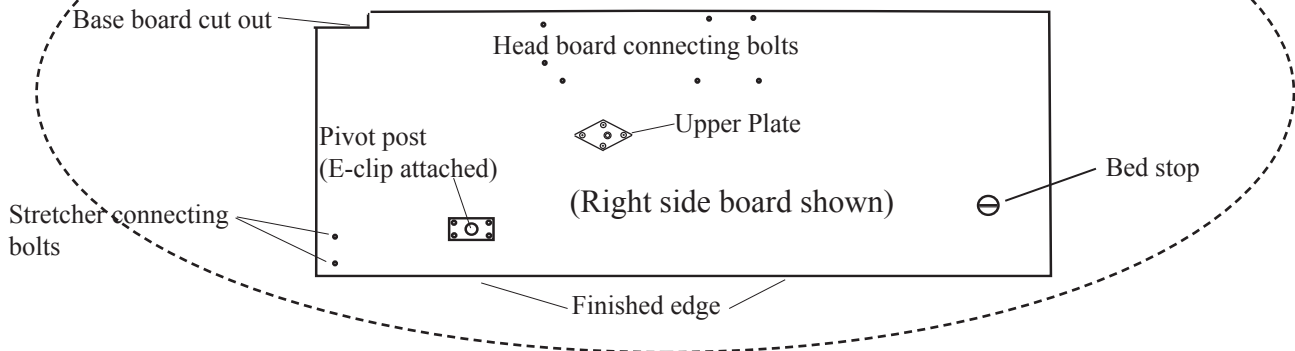 Base board cut out
Head board connecting bolts
Upper Plate
Pivot post
(E-clip attached)
Bed stop
(Right side board shown)
Stretcher connecting
bolts
Finished edge